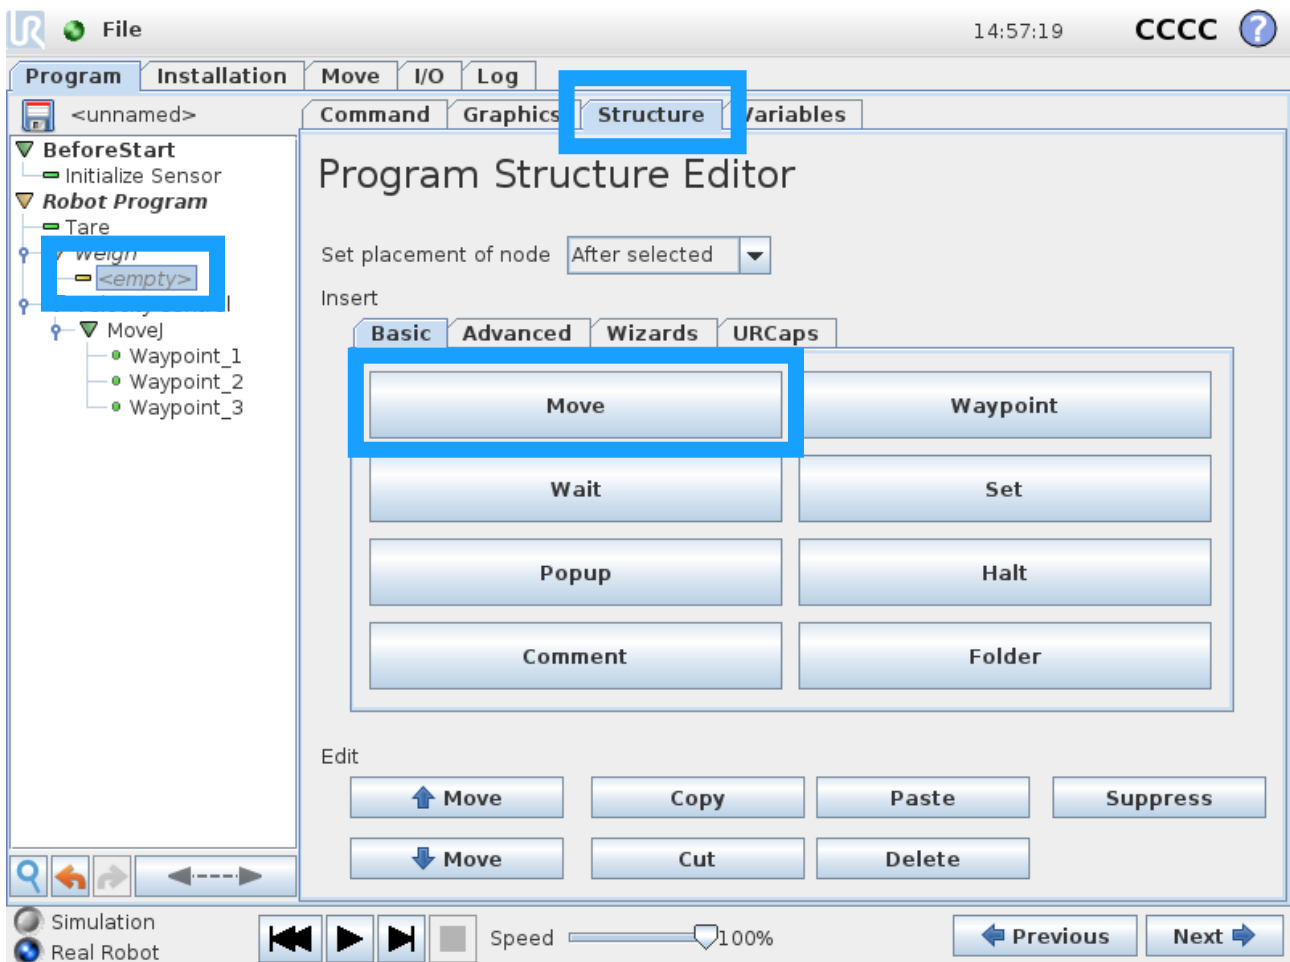 UR File 14:57:19 CCCC ?
Program Installation Move I/O Log
<unnamed> Command Graphics Structure Variables
BeforeStart
Initialize Sensor
Robot Program
Tare
Weigh
<empty>
MoveJ
Waypoint_1
Waypoint_2
Waypoint_3
Program Structure Editor
Set placement of node After selected
Insert
Basic Advanced Wizards URCaps
Move Waypoint
Wait Set
Popup Halt
Comment Folder
Edit
Move Copy Paste Suppress
Move Cut Delete
Simulation
Real Robot
Speed 100%
Previous Next